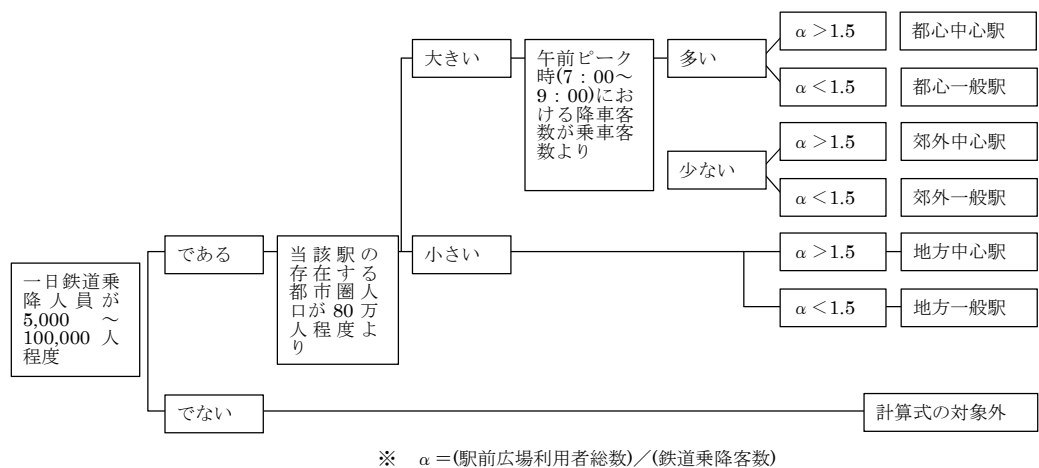 一日鉄道乗
降人員が
5,000 ～
100,000 人
程度
である
でない
当該駅の
存在する
都市圏人
口が 80 万
人程度よ
り
大きい
小さい
午前ピーク
時(7：00～
9：00)にお
ける降車客
数が乗車客
数より
多い
少ない
α＞1.5 都心中心駅
α＜1.5 都心一般駅
α＞1.5 郊外中心駅
α＜1.5 郊外一般駅
α＞1.5 地方中心駅
α＜1.5 地方一般駅
計算式の対象外
※ α＝(駅前広場利用者総数)／(鉄道乗降客数)